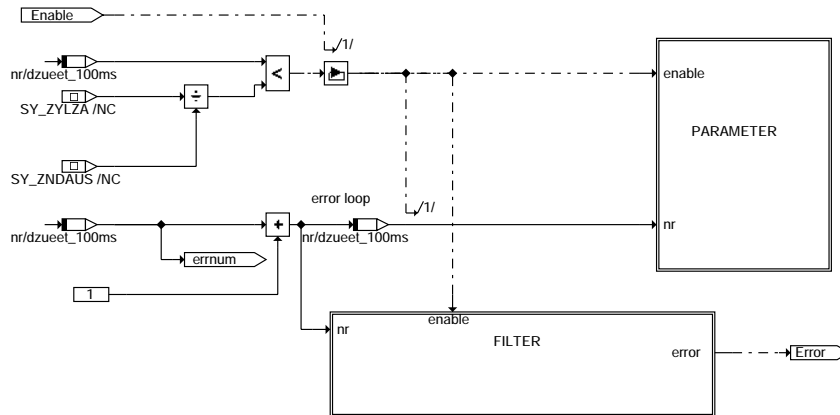 Enable
/1/
nr/dzueet_100ms
<
enable
SY_ZYLZA /NC
÷
PARAMETER
SY_ZNDAUS /NC
error loop
/1/
nr/dzueet_100ms
+
nr/dzueet_100ms
nr
errnum
1
enable
nr
FILTER
error
Error